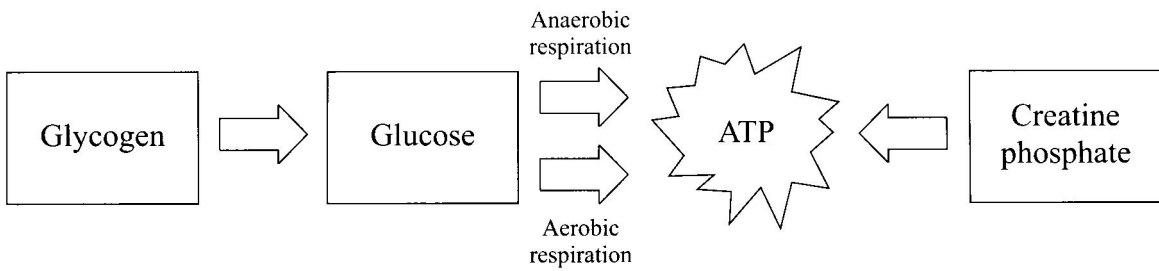 Anaerobic
respiration
Glycogen
Glucose
ATP
Creatine
phosphate
Aerobic
respiration